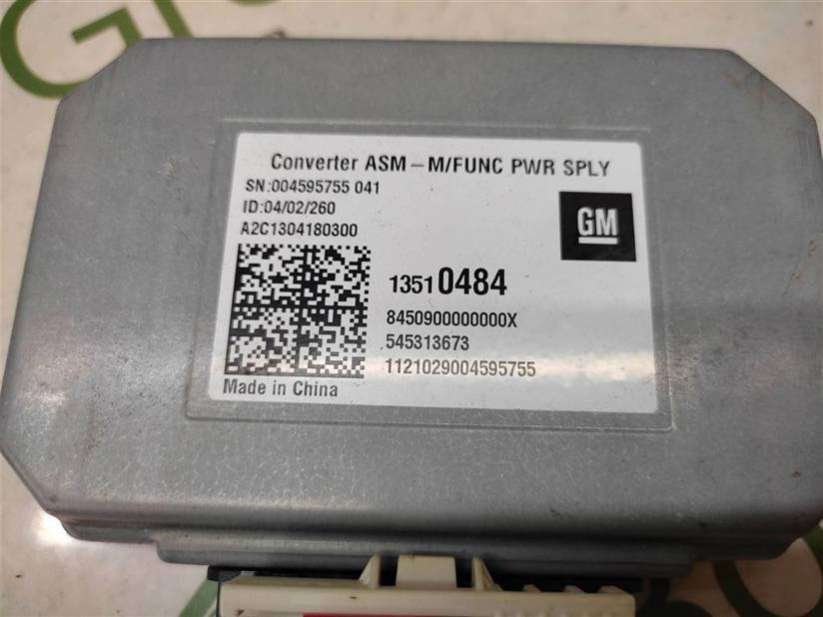 Converter ASM – M/FUNC PWR SPLY
SN:004595755 041
ID:04/02/260
A2C1304180300
GM
13510484
8450900000000X
545313673
1121029004595755
Made in China